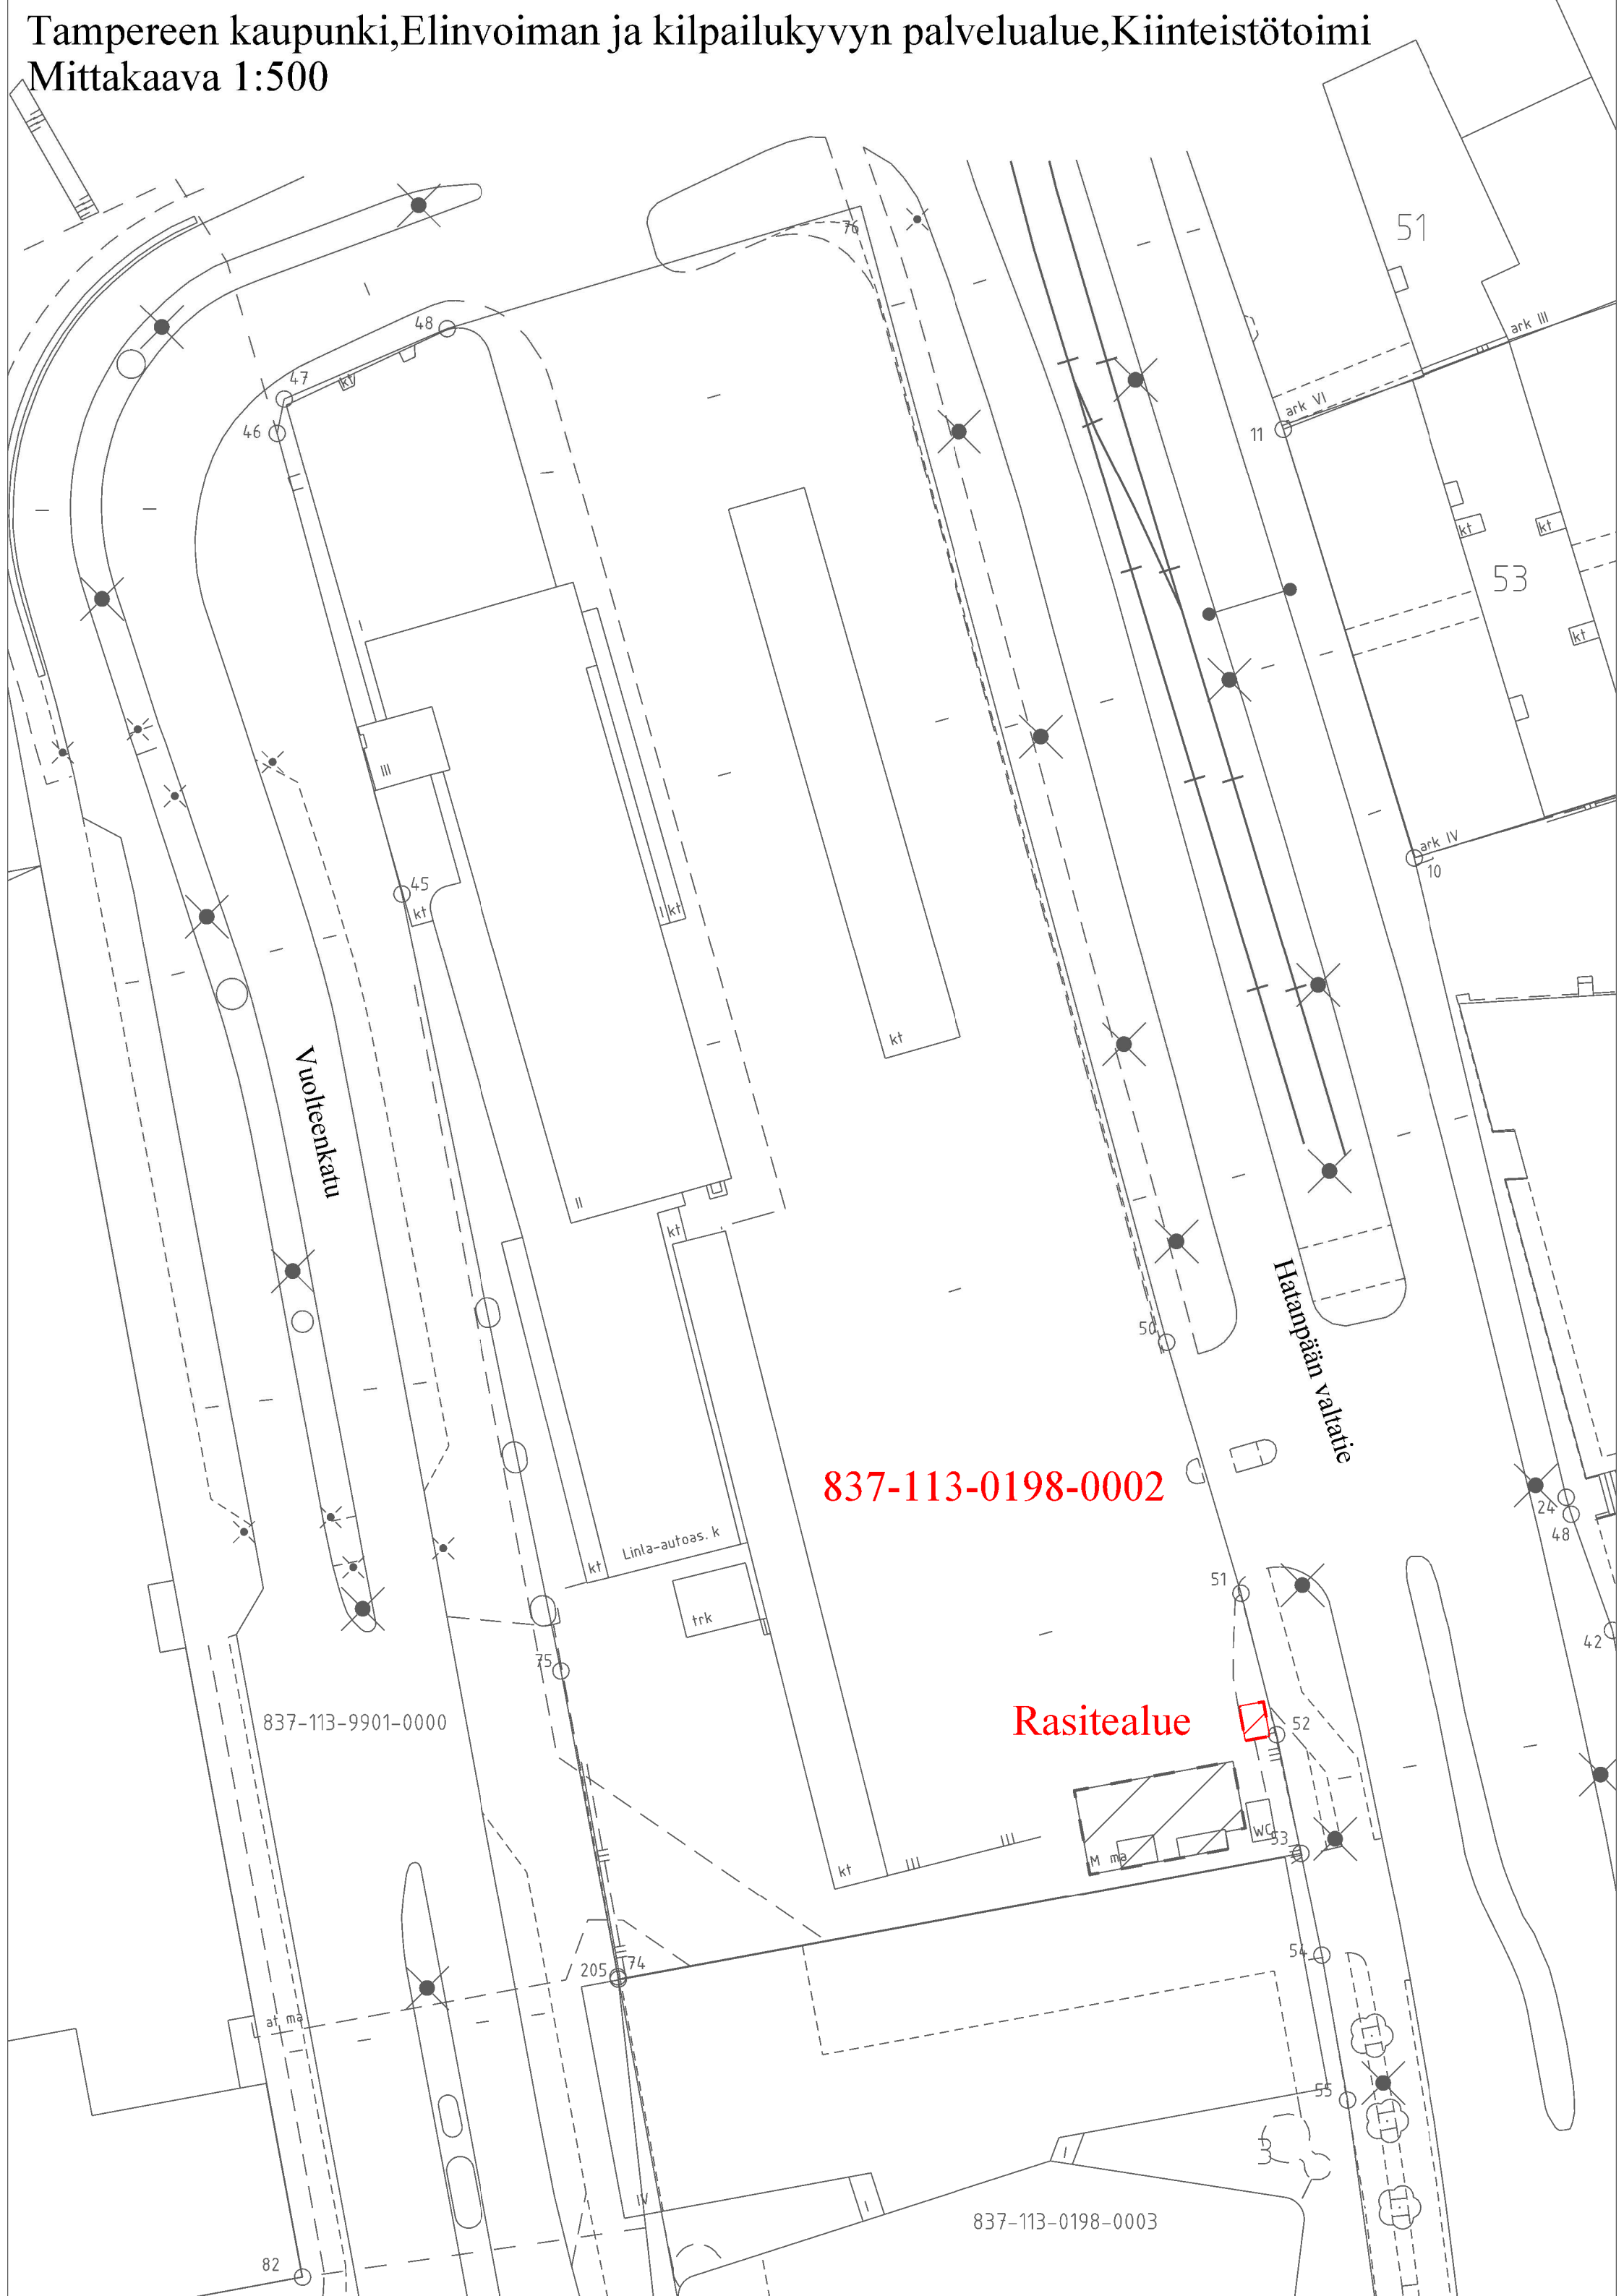 Tampereen kaupunki,Elinvoiman ja kilpailukyvyn palvelualue,Kiinteistötoimi
Mittakaava 1:500
51
76
48
47
kt
46
ark III
ark VI
11
kt
kt
53
kt
III
ark IV
10
45
kt
I kt
kt
Vuolteenkatu
II
kt
50
Hatanpään valtatie
837-113-0198-0002
24
48
Linla-autoas.k
kt
51
trk
42
75
Rasitealue
52
837-113-9901-0000
WC
53
M ma
kt
54
205
74
at ma
55
3
I
IV
I
837-113-0198-0003
82